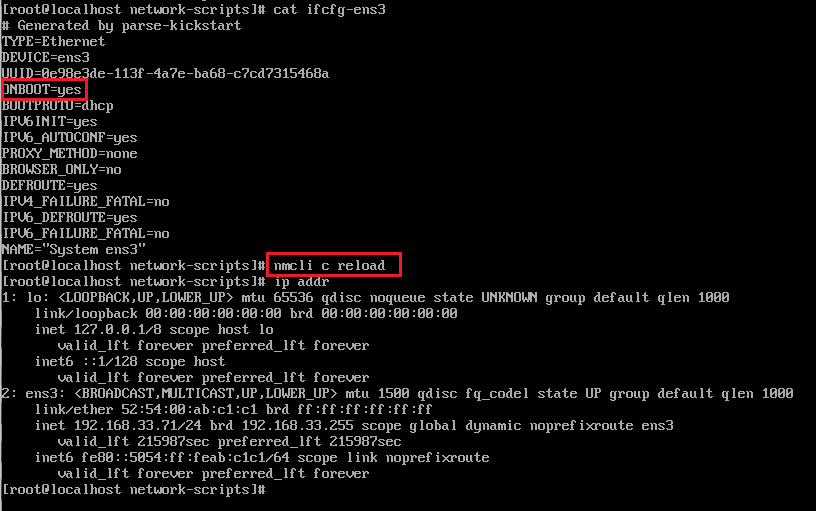 [root@localhost network-scripts]# cat ifcfg-ens3
# Generated by parse-kickstart
TYPE=Ethernet
DEVICE=ens3
UUID=0e98e3de-113f-4a7e-ba68-c7cd7315468a
ONBOOT=yes
BOOTPROTO=dhcp
IPV6INIT=yes
IPV6_AUTOCONF=yes
PROXY_METHOD=none
BROWSER_ONLY=no
DEFROUTE=yes
IPV4_FAILURE_FATAL=no
IPV6_DEFROUTE=yes
IPV6_FAILURE_FATAL=no
NAME="System ens3"
[root@localhost network-scripts]# nmcli c reload
[root@localhost network-scripts]# ip addr
1: lo: <LOOPBACK,UP,LOWER_UP> mtu 65536 qdisc noqueue state UNKNOWN group default qlen 1000
    link/loopback 00:00:00:00:00:00 brd 00:00:00:00:00:00
    inet 127.0.0.1/8 scope host lo
       valid_lft forever preferred_lft forever
    inet6 ::1/128 scope host
       valid_lft forever preferred_lft forever
2: ens3: <BROADCAST,MULTICAST,UP,LOWER_UP> mtu 1500 qdisc fq_codel state UP group default qlen 1000
    link/ether 52:54:00:ab:c1:c1 brd ff:ff:ff:ff:ff:ff
    inet 192.168.33.71/24 brd 192.168.33.255 scope global dynamic noprefixroute ens3
       valid_lft 215987sec preferred_lft 215987sec
    inet6 fe80::5054:ff:feab:c1c1/64 scope link noprefixroute
       valid_lft forever preferred_lft forever
[root@localhost network-scripts]#